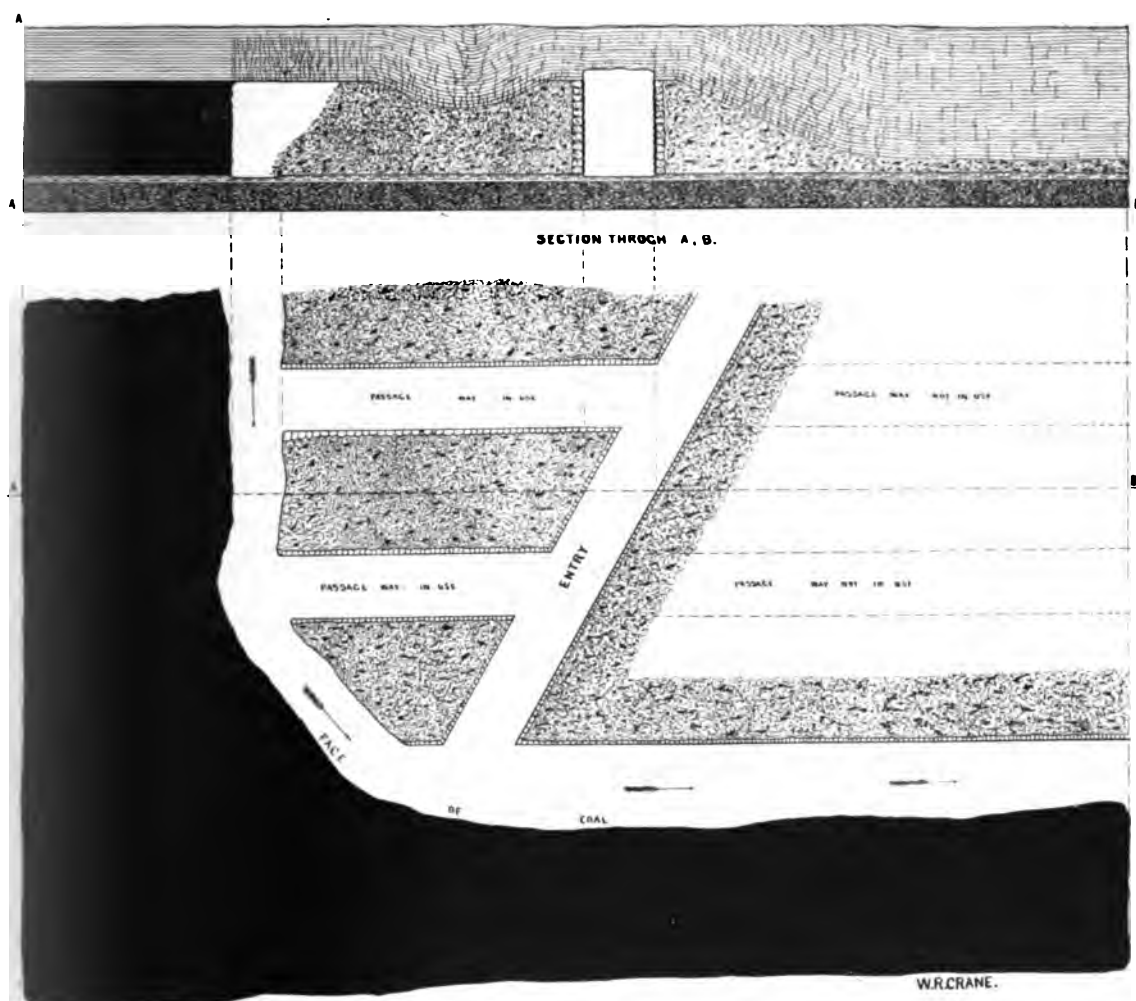 A
A
SECTION THROCH A, B.
PASSAGE WAY IN USE
PASSAGE WAY NOT IN USE
A
B
ENTRY
PASSAGE WAY IN USE
PASSAGE WAY NOT IN USE
FACE
OF
COAL
W.R.CRANE.